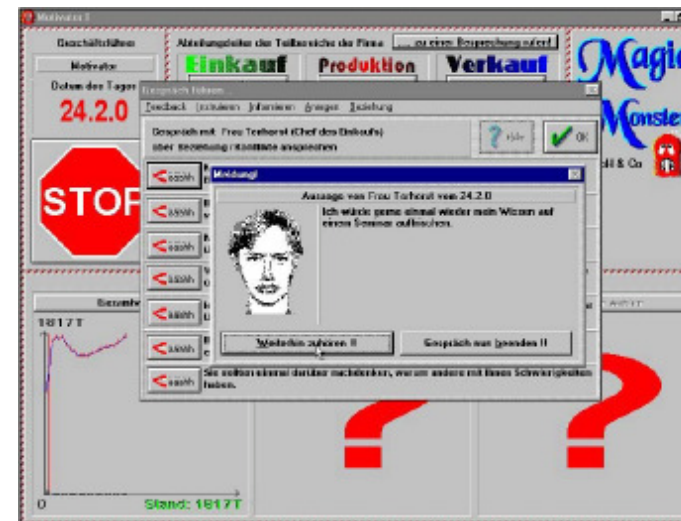 Motivator 1
Geschäftsführer
Motivator
Datum des Tages
24.2.0
STOP
Abteilungsleiter der Teilbereiche der Firma
... zu einer Besprechung rufen!
Einkauf
Produktion
Verkauf
Magic
Monste
Gespräch führen...
Feedback Instruieren Informieren Anregen Beziehung
Gespräch mit Frau Terhorst (Chef des Einkaufs)
über Beziehung / Konflikte ansprechen
Hilfe
OK
Meldung!
Aussage von Frau Terhorst vom 24.2.0
Ich würde gerne einmal wieder mein Wissen auf
einem Seminar auffrischen.
Weiterhin zuhören !!
Gespräch nun beenden !!
Sie sollten einmal darüber nachdenken, warum andere mit Ihnen Schwierigkeiten
haben.
1817T
0
Stand: 1817T
? ?